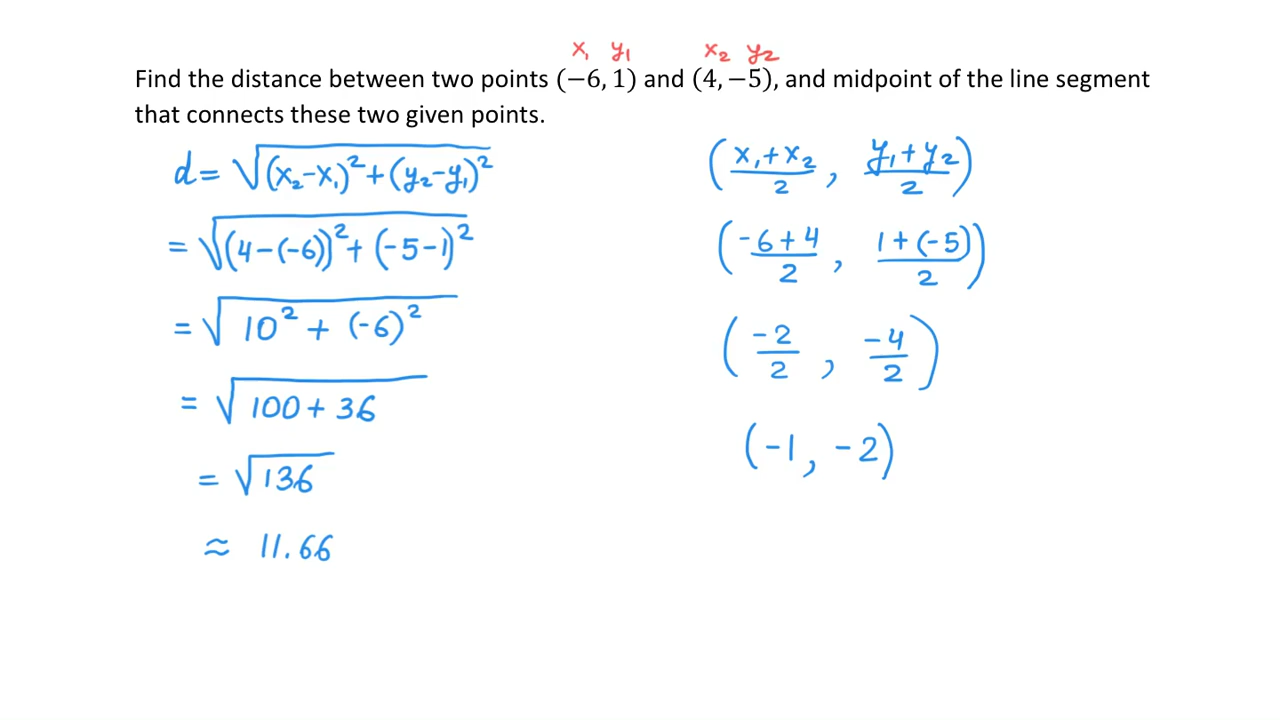 x₁ y₁ x₂ y₂
Find the distance between two points (−6, 1) and (4, −5), and midpoint of the line segment
that connects these two given points.
d = √((x₂−x₁)² + (y₂−y₁)²)
= √((4−(−6))² + (−5−1)²)
= √(10² + (−6)²)
= √(100 + 36)
= √136
≈ 11.66
((x₁+x₂)/2, (y₁+y₂)/2)
((−6+4)/2, (1+(−5))/2)
(−2/2, −4/2)
(−1, −2)